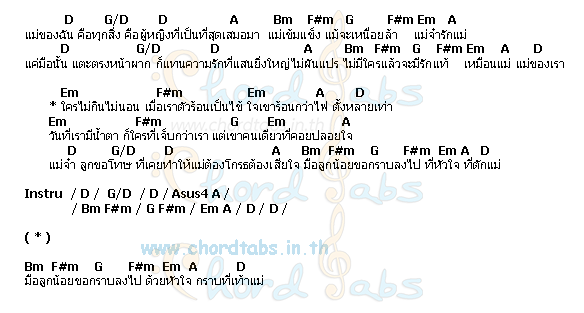 D G/D D A Bm F#m G F#m Em A
แม่ของฉัน คือทุกสิ่ง คือผู้หญิงที่เป็นที่สุดเสมอมา แม่เข้มแข็ง แม้จะเหนื่อยล้า แม่จ๋ารักแม่
D G/D D A Bm F#m G F#m Em A D
แค่มือนั้น แตะตรงหน้าผาก ก็แทนความรักที่แสนยิ่งใหญ่ไม่ผันแปร ไม่มีใครแล้วจะมีรักแท้ เหมือนแม่ แม่ของเรา
Em F#m Em D
* ใครไม่กินไม่นอน เมื่อเราตัวร้อนเป็นไข้ ใจเขาร้อนกว่าไฟ ตั้งหลายเท่า
Em F#m G Em A
วันที่เรามีน้ำตา ก็ใครที่เจ็บกว่าเรา แต่เขาคนเดียวที่คอยปลอบใจ
D G/D D A Bm F#m G F#m Em A D
แม่จ๋า ลูกขอโทษ ที่เคยทำให้แม่ต้องโกรธต้องเสียใจ มือลูกน้อยขอกราบลงไป ที่หัวใจ ที่ตักแม่
Instru / D / G/D / D / Asus4 A /
/ Bm F#m / G F#m / Em A / D / D /
( * )
www.chordtabs.in.th
Bm F#m G F#m Em A D
มือลูกน้อยขอกราบลงไป ด้วยหัวใจ กราบที่เท้าแม่